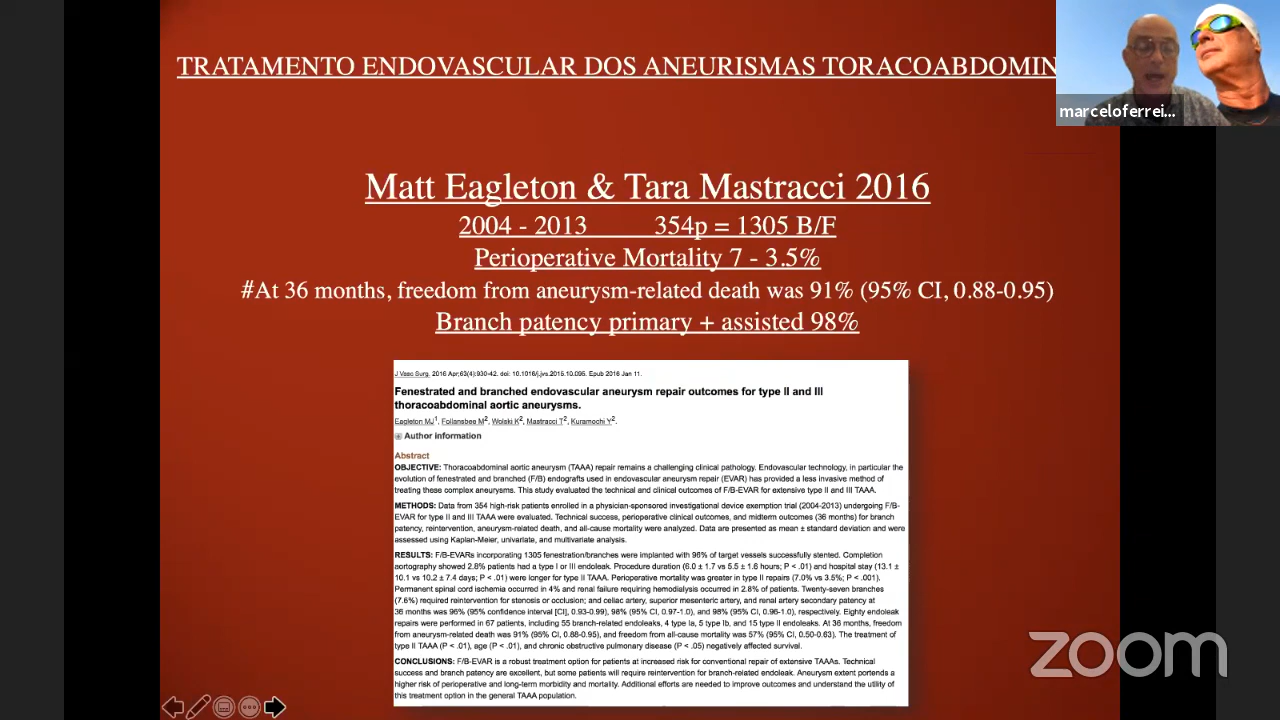 TRATAMENTO ENDOVASCULAR DOS ANEURISMAS TORACOABDOMIN
marceloferrei...
Matt Eagleton & Tara Mastracci 2016
2004 - 2013 354p = 1305 B/F
Perioperative Mortality 7 - 3.5%
#At 36 months, freedom from aneurysm-related death was 91% (95% CI, 0.88-0.95)
Branch patency primary + assisted 98%
J Vasc Surg. 2016 Apr;63(4):930-42. doi: 10.1016/j.jvs.2015.10.095. Epub 2016 Jan 11.
Fenestrated and branched endovascular aneurysm repair outcomes for type II and III
thoracoabdominal aortic aneurysms.
Eagleton MJ1, Follansbee M2, Wolski K2, Mastracci T2, Kuramochi Y2.
Author information
Abstract
OBJECTIVE: Thoracoabdominal aortic aneurysm (TAAA) repair remains a challenging clinical pathology. Endovascular technology, in particular the
evolution of fenestrated and branched (F/B) endografts used in endovascular aneurysm repair (EVAR) has provided a less invasive method of
treating these complex aneurysms. This study evaluated the technical and clinical outcomes of F/B-EVAR for extensive type II and III TAAA.
METHODS: Data from 354 high-risk patients enrolled in a physician-sponsored investigational device exemption trial (2004-2013) undergoing F/B-
EVAR for type II and III TAAA were evaluated. Technical success, perioperative clinical outcomes, and midterm outcomes (36 months) for branch
patency, reintervention, aneurysm-related death, and all-cause mortality were analyzed. Data are presented as mean ± standard deviation and were
assessed using Kaplan-Meier, univariate, and multivariate analysis.
RESULTS: F/B-EVARs incorporating 1305 fenestration/branches were implanted with 96% of target vessels successfully stented. Completion
aortography showed 2.8% patients had a type I or III endoleak. Procedure duration (6.0 ± 1.7 vs 5.5 ± 1.6 hours; P < .01) and hospital stay (13.1 ±
10.1 vs 10.2 ± 7.4 days; P < .01) were longer for type II TAAA. Perioperative mortality was greater in type II repairs (7.0% vs 3.5%; P < .001).
Permanent spinal cord ischemia occurred in 4% and renal failure requiring hemodialysis occurred in 2.8% of patients. Twenty-seven branches
(7.6%) required reintervention for stenosis or occlusion; and celiac artery, superior mesenteric artery, and renal artery secondary patency at
36 months was 96% (95% confidence interval [CI], 0.93-0.99), 98% (95% CI, 0.97-1.0), and 98% (95% CI, 0.96-1.0), respectively. Eighty endoleak
repairs were performed in 67 patients, including 55 branch-related endoleaks, 4 type Ia, 5 type Ib, and 15 type II endoleaks. At 36 months, freedom
from aneurysm-related death was 91% (95% CI, 0.88-0.95), and freedom from all-cause mortality was 57% (95% CI, 0.50-0.63). The treatment of
type II TAAA (P < .01), age (P < .01), and chronic obstructive pulmonary disease (P < .05) negatively affected survival.
CONCLUSIONS: F/B-EVAR is a robust treatment option for patients at increased risk for conventional repair of extensive TAAAs. Technical
success and branch patency are excellent, but some patients will require reintervention for branch-related endoleak. Aneurysm extent portends a
higher risk of perioperative and long-term morbidity and mortality. Additional efforts are needed to improve outcomes and understand the utility of
this treatment option in the general TAAA population.
zoom